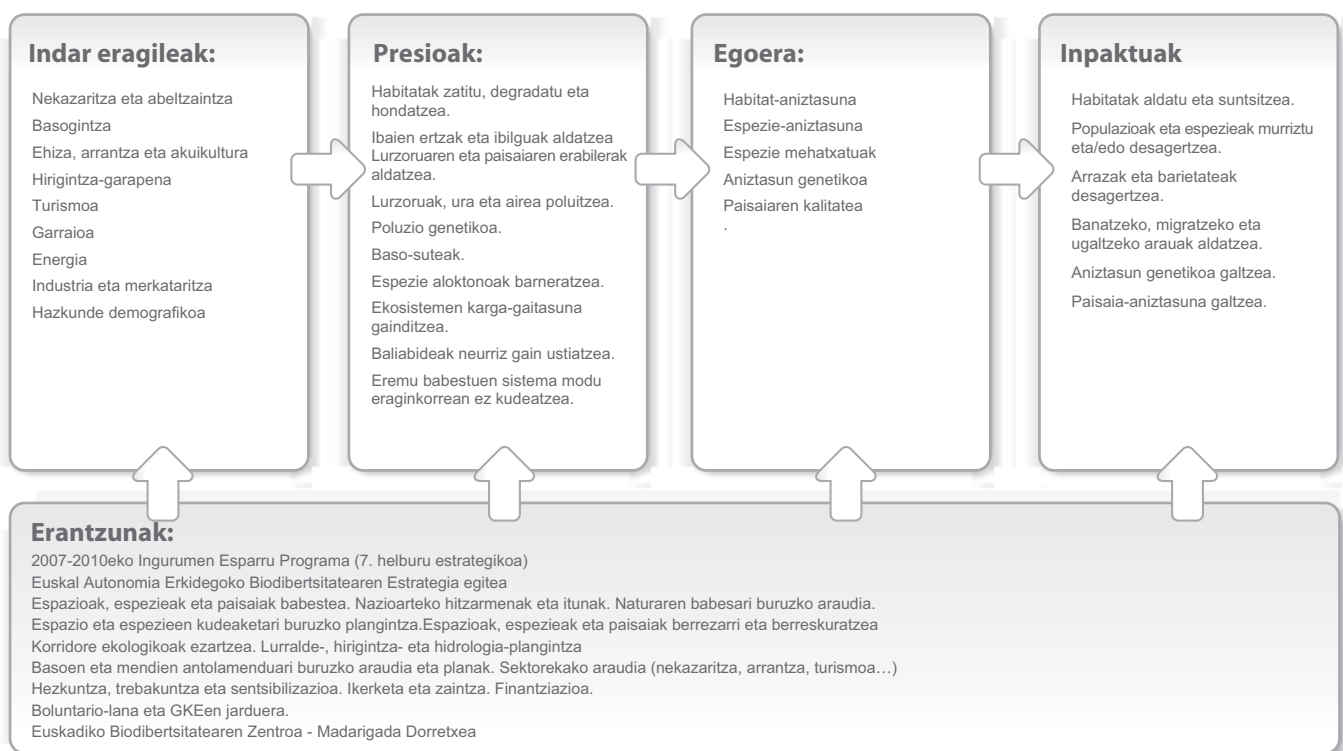 Indar eragileak:
Nekazaritza eta abeltzaintza
Basogintza
Ehiza, arrantza eta akuikultura
Hirigintza-garapena
Turismoa
Garraioa
Energia
Industria eta merkataritza
Hazkunde demografikoa
Presioak:
Habitatak zatitu, degradatu eta
hondatzea.
Ibaien ertzak eta ibilguak aldatzea
Lurzoruaren eta paisaiaren erabilerak
aldatzea.
Lurzoruak, ura eta airea poluitzea.
Poluzio genetikoa.
Baso-suteak.
Espezie aloktonoak barneratzea.
Ekosistemen karga-gaitasuna
gainditzea.
Baliabideak neurriz gain ustiatzea.
Eremu babestuen sistema modu
eraginkorrean ez kudeatzea.
Egoera:
Habitat-aniztasuna
Espezie-aniztasuna
Espezie mehatxatuak
Aniztasun genetikoa
Paisaiaren kalitatea
.
Inpaktuak
Habitatak aldatu eta suntsitzea.
Populazioak eta espezieak murriztu
eta/edo desagertzea.
Arrazak eta barietateak
desagertzea.
Banatzeko, migratzeko eta
ugaltzeko arauak aldatzea.
Aniztasun genetikoa galtzea.
Paisaia-aniztasuna galtzea.
Erantzunak:
2007-2010eko Ingurumen Esparru Programa (7. helburu estrategikoa)
Euskal Autonomia Erkidegoko Biodibertsitatearen Estrategia egitea
Espazioak, espezieak eta paisaiak babestea. Nazioarteko hitzarmenak eta itunak. Naturaren babesari buruzko araudia.
Espazio eta espezieen kudeaketari buruzko plangintza.Espazioak, espezieak eta paisaiak berrezarri eta berreskuratzea
Korridore ekologikoak ezartzea. Lurralde-, hirigintza- eta hidrologia-plangintza
Basoen eta mendien antolamenduari buruzko araudia eta planak. Sektorekako araudia (nekazaritza, arrantza, turismoa…)
Hezkuntza, trebakuntza eta sentsibilizazioa. Ikerketa eta zaintza. Finantziazioa.
Boluntario-lana eta GKEen jarduera.
Euskadiko Biodibertsitatearen Zentroa - Madarigada Dorretxea